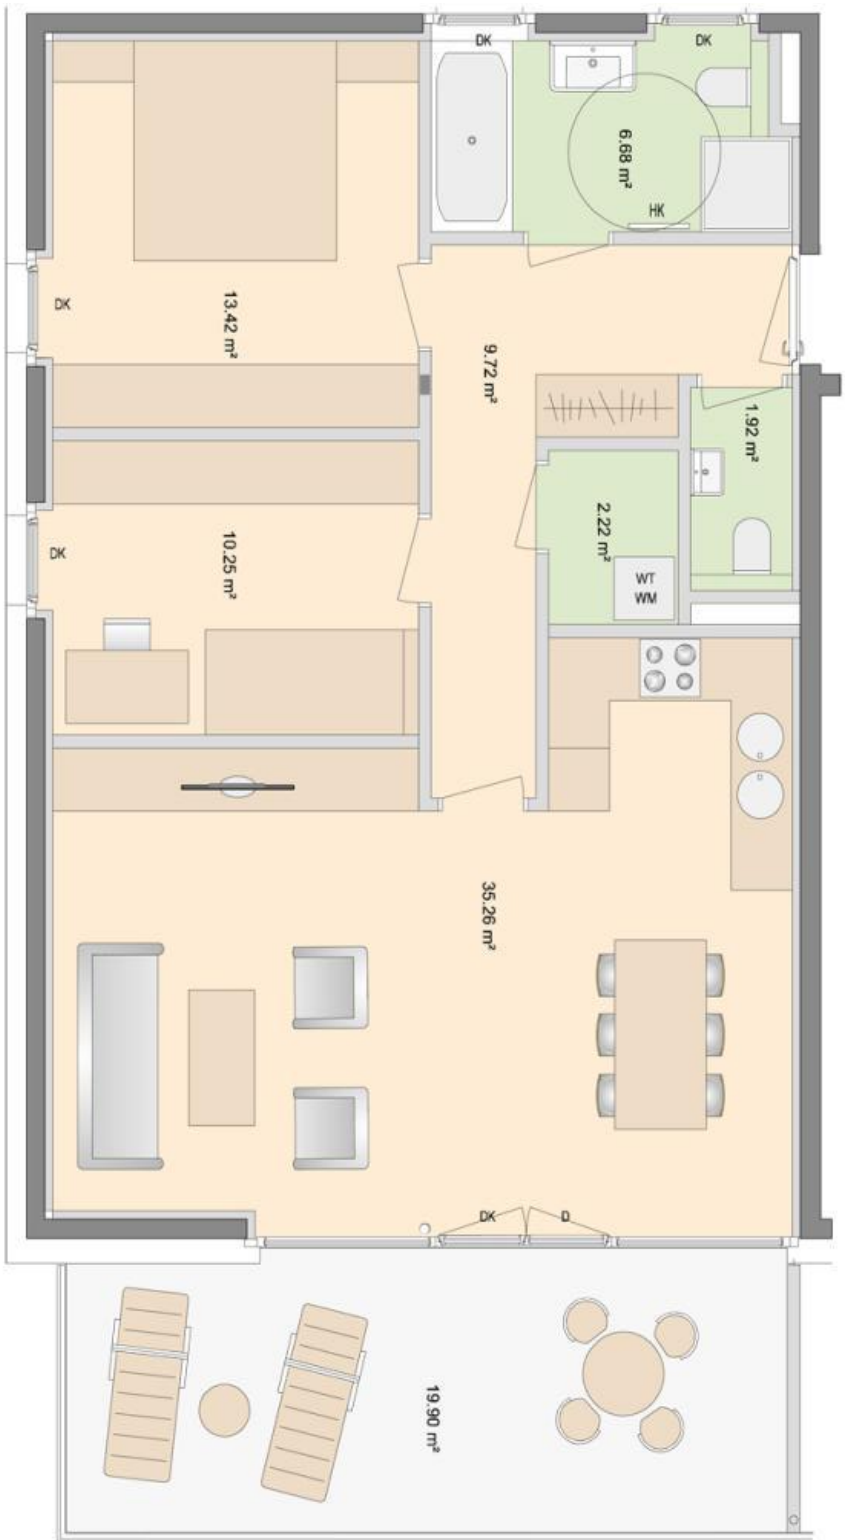 DK
DK
6.68 m²
HK
13.42 m²
DK
9.72 m²
1.92 m²
2.22 m²
WT
WM
10.25 m²
DK
35.26 m²
DK
D
19.90 m²